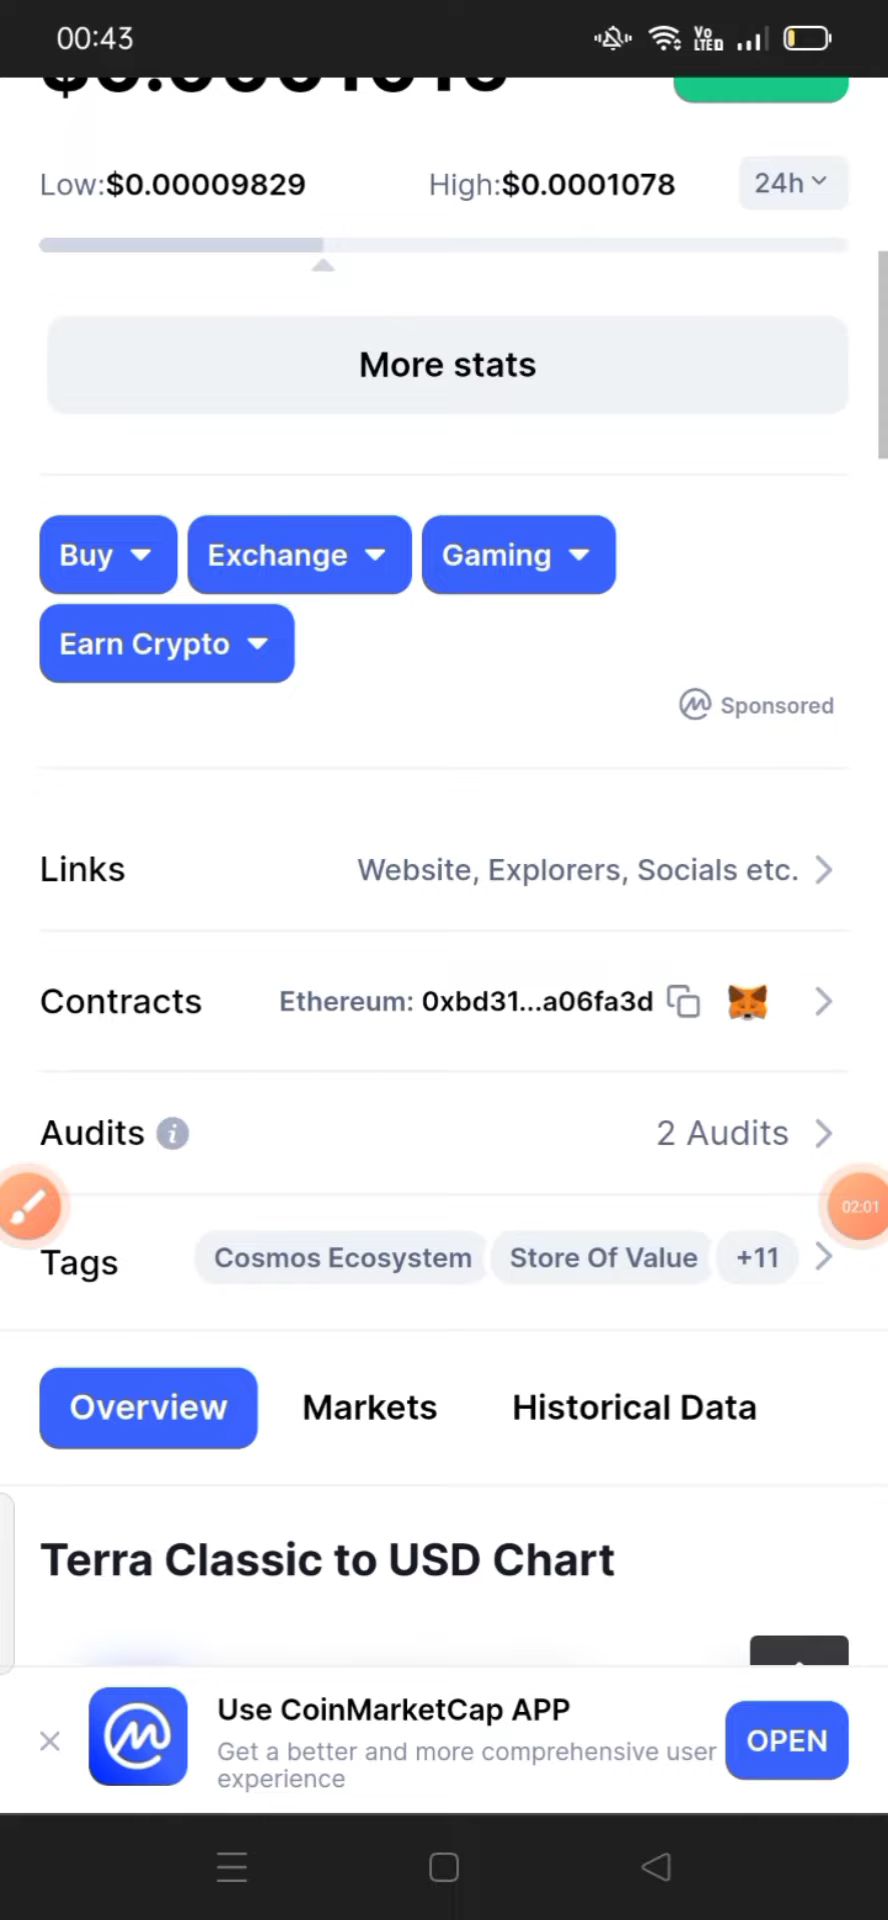 00:43
Vo
LTED
Low:$0.00009829 High:$0.0001078 24h
More stats
Buy Exchange Gaming
Earn Crypto
Sponsored
Links Website, Explorers, Socials etc.
Contracts Ethereum: 0xbd31...a06fa3d
Audits i 2 Audits
02:01
Tags Cosmos Ecosystem Store Of Value +11
Overview Markets Historical Data
Terra Classic to USD Chart
Use CoinMarketCap APP
Get a better and more comprehensive user
experience
OPEN